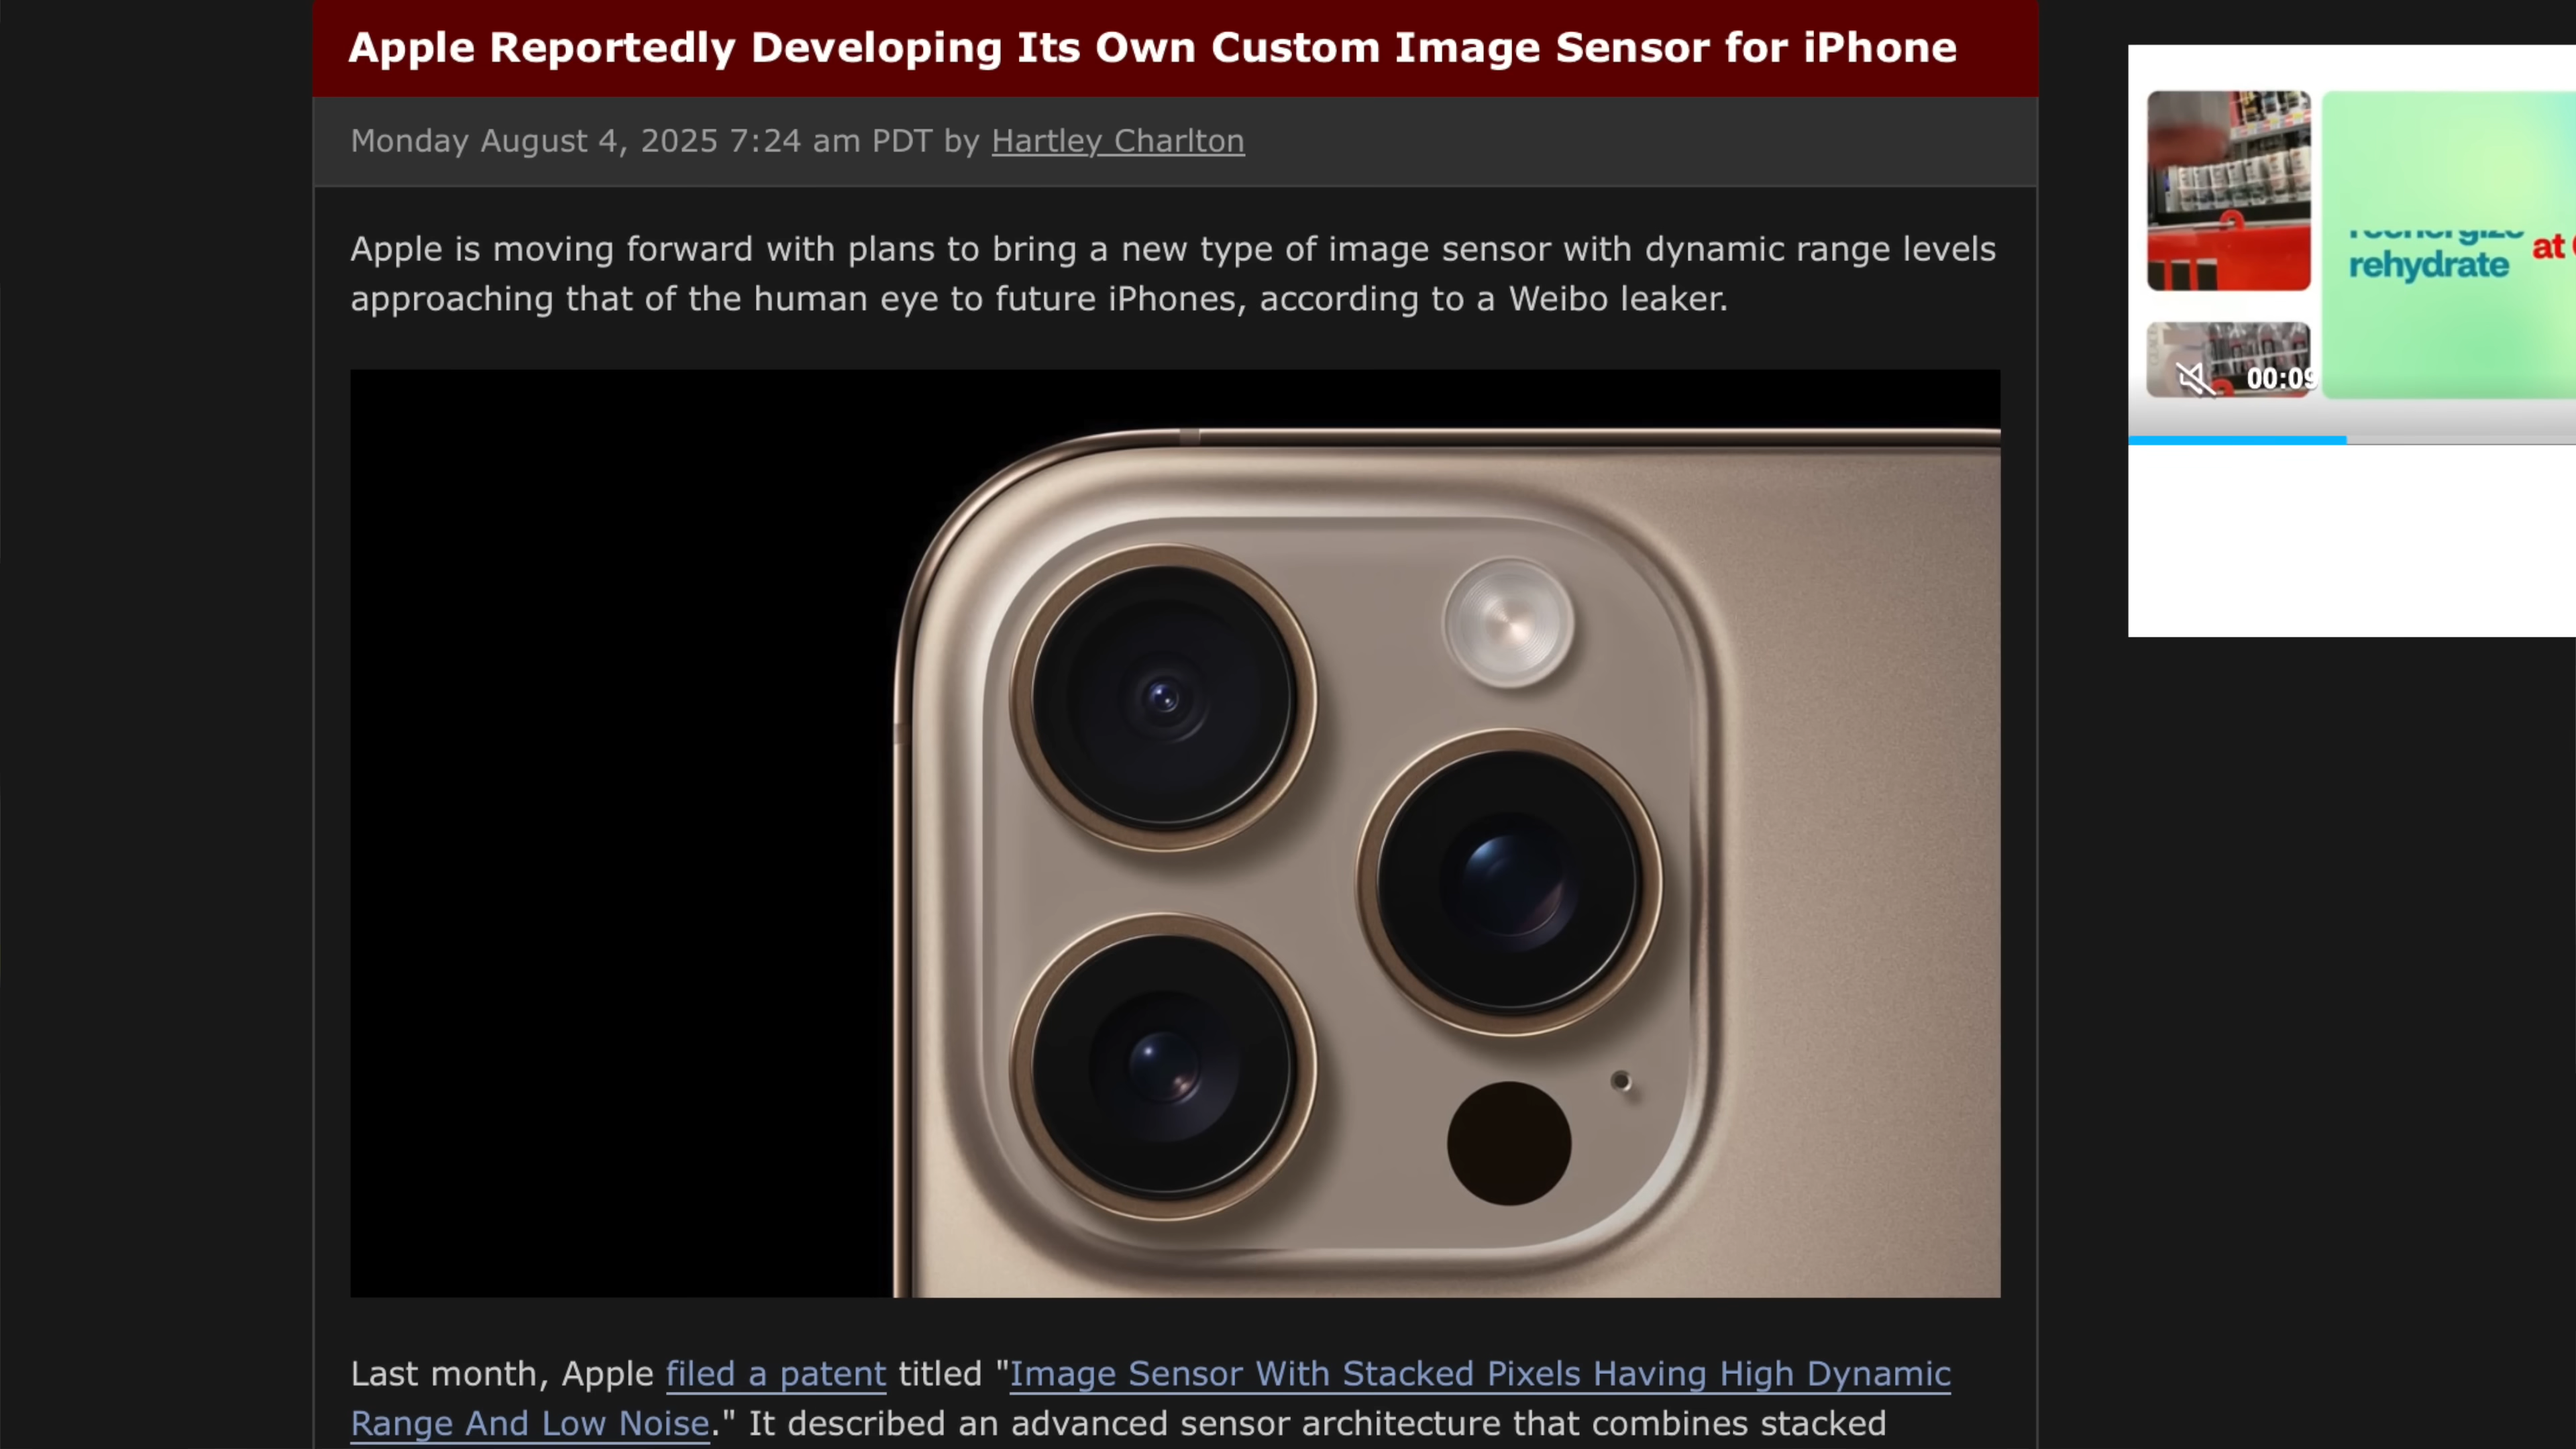 Apple Reportedly Developing Its Own Custom Image Sensor for iPhone
Monday August 4, 2025 7:24 am PDT by Hartley Charlton
Apple is moving forward with plans to bring a new type of image sensor with dynamic range levels
approaching that of the human eye to future iPhones, according to a Weibo leaker.
Last month, Apple filed a patent titled "Image Sensor With Stacked Pixels Having High Dynamic
Range And Low Noise." It described an advanced sensor architecture that combines stacked
rehydrate
at
00:09